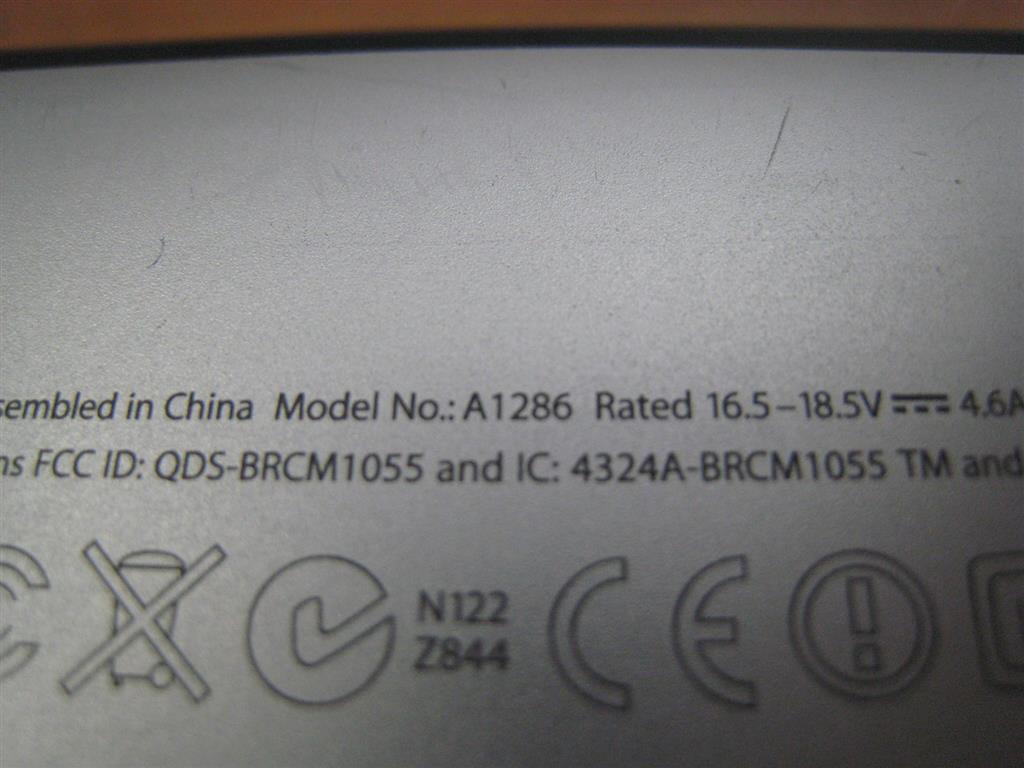 sembled in China Model No.: A1286 Rated 16.5–18.5V ⎓ 4.6A
ns FCC ID: QDS-BRCM1055 and IC: 4324A-BRCM1055 TM and
N122
Z844
CE